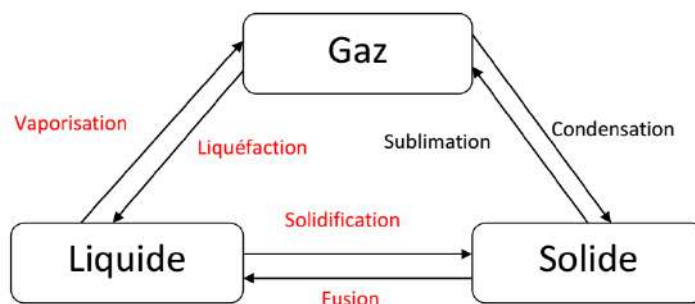 Gaz
Vaporisation
Liquéfaction
Sublimation
Condensation
Solidification
Liquide
Solide
Fusion